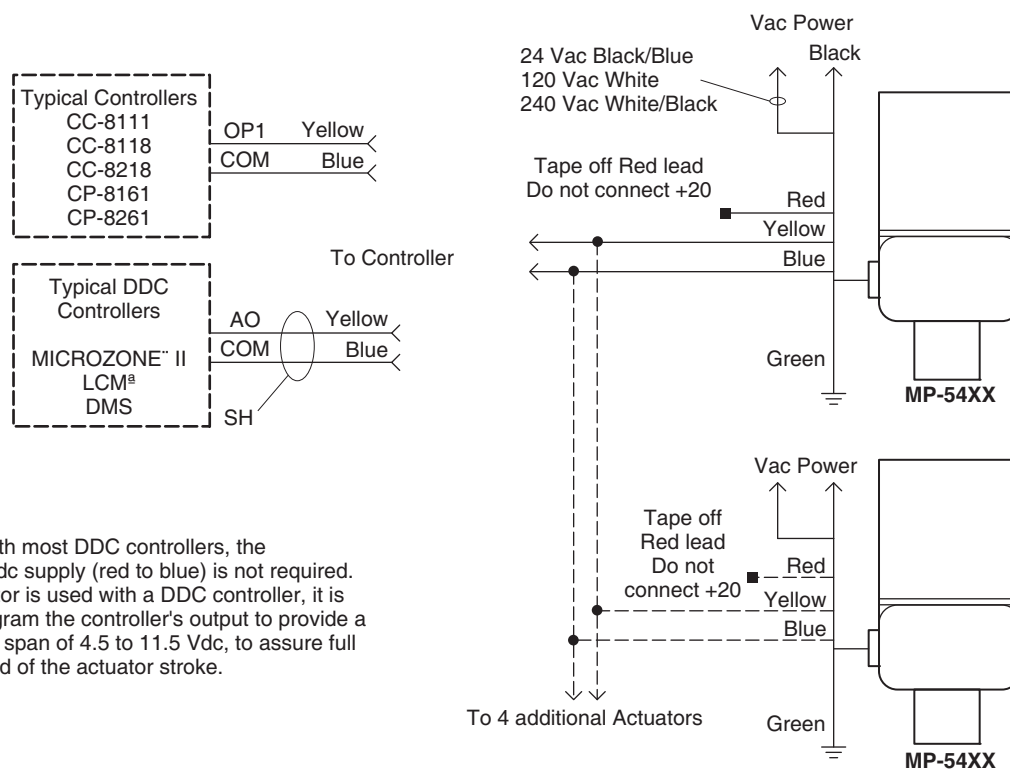 Typical Controllers
CC-8111
CC-8118
CC-8218
CP-8161
CP-8261
OP1 Yellow
COM Blue
Typical DDC
Controllers
MICROZONE¨ II
LCMª
DMS
AO Yellow
COM Blue
SH
To Controller
Vac Power
Black
24 Vac Black/Blue
120 Vac White
240 Vac White/Black
Tape off Red lead
Do not connect +20
Red
Yellow
Blue
Green
MP-54XX
Vac Power
Tape off
Red lead
Do not
connect +20
Red
Yellow
Blue
Green
MP-54XX
To 4 additional Actuators
th most DDC controllers, the
dc supply (red to blue) is not required.
or is used with a DDC controller, it is
gram the controller's output to provide a
span of 4.5 to 11.5 Vdc, to assure full
d of the actuator stroke.